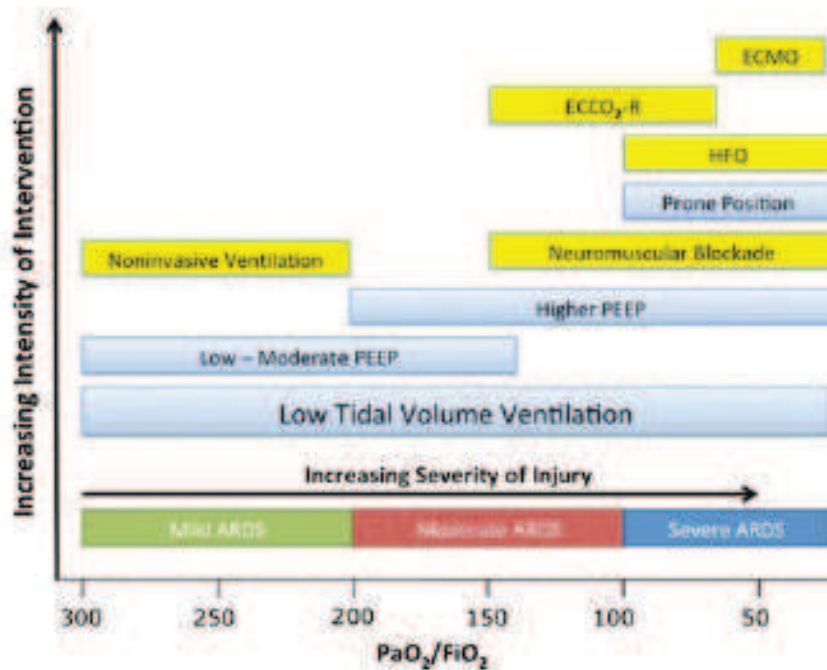 Increasing Intensity of Intervention
ECMO
ECCO₂-R
HFO
Prone Position
Noninvasive Ventilation
Neuromuscular Blockade
Higher PEEP
Low – Moderate PEEP
Low Tidal Volume Ventilation
Increasing Severity of Injury
Mild ARDS
Moderate ARDS
Severe ARDS
300
250
200
150
100
50
PaO₂/FiO₂